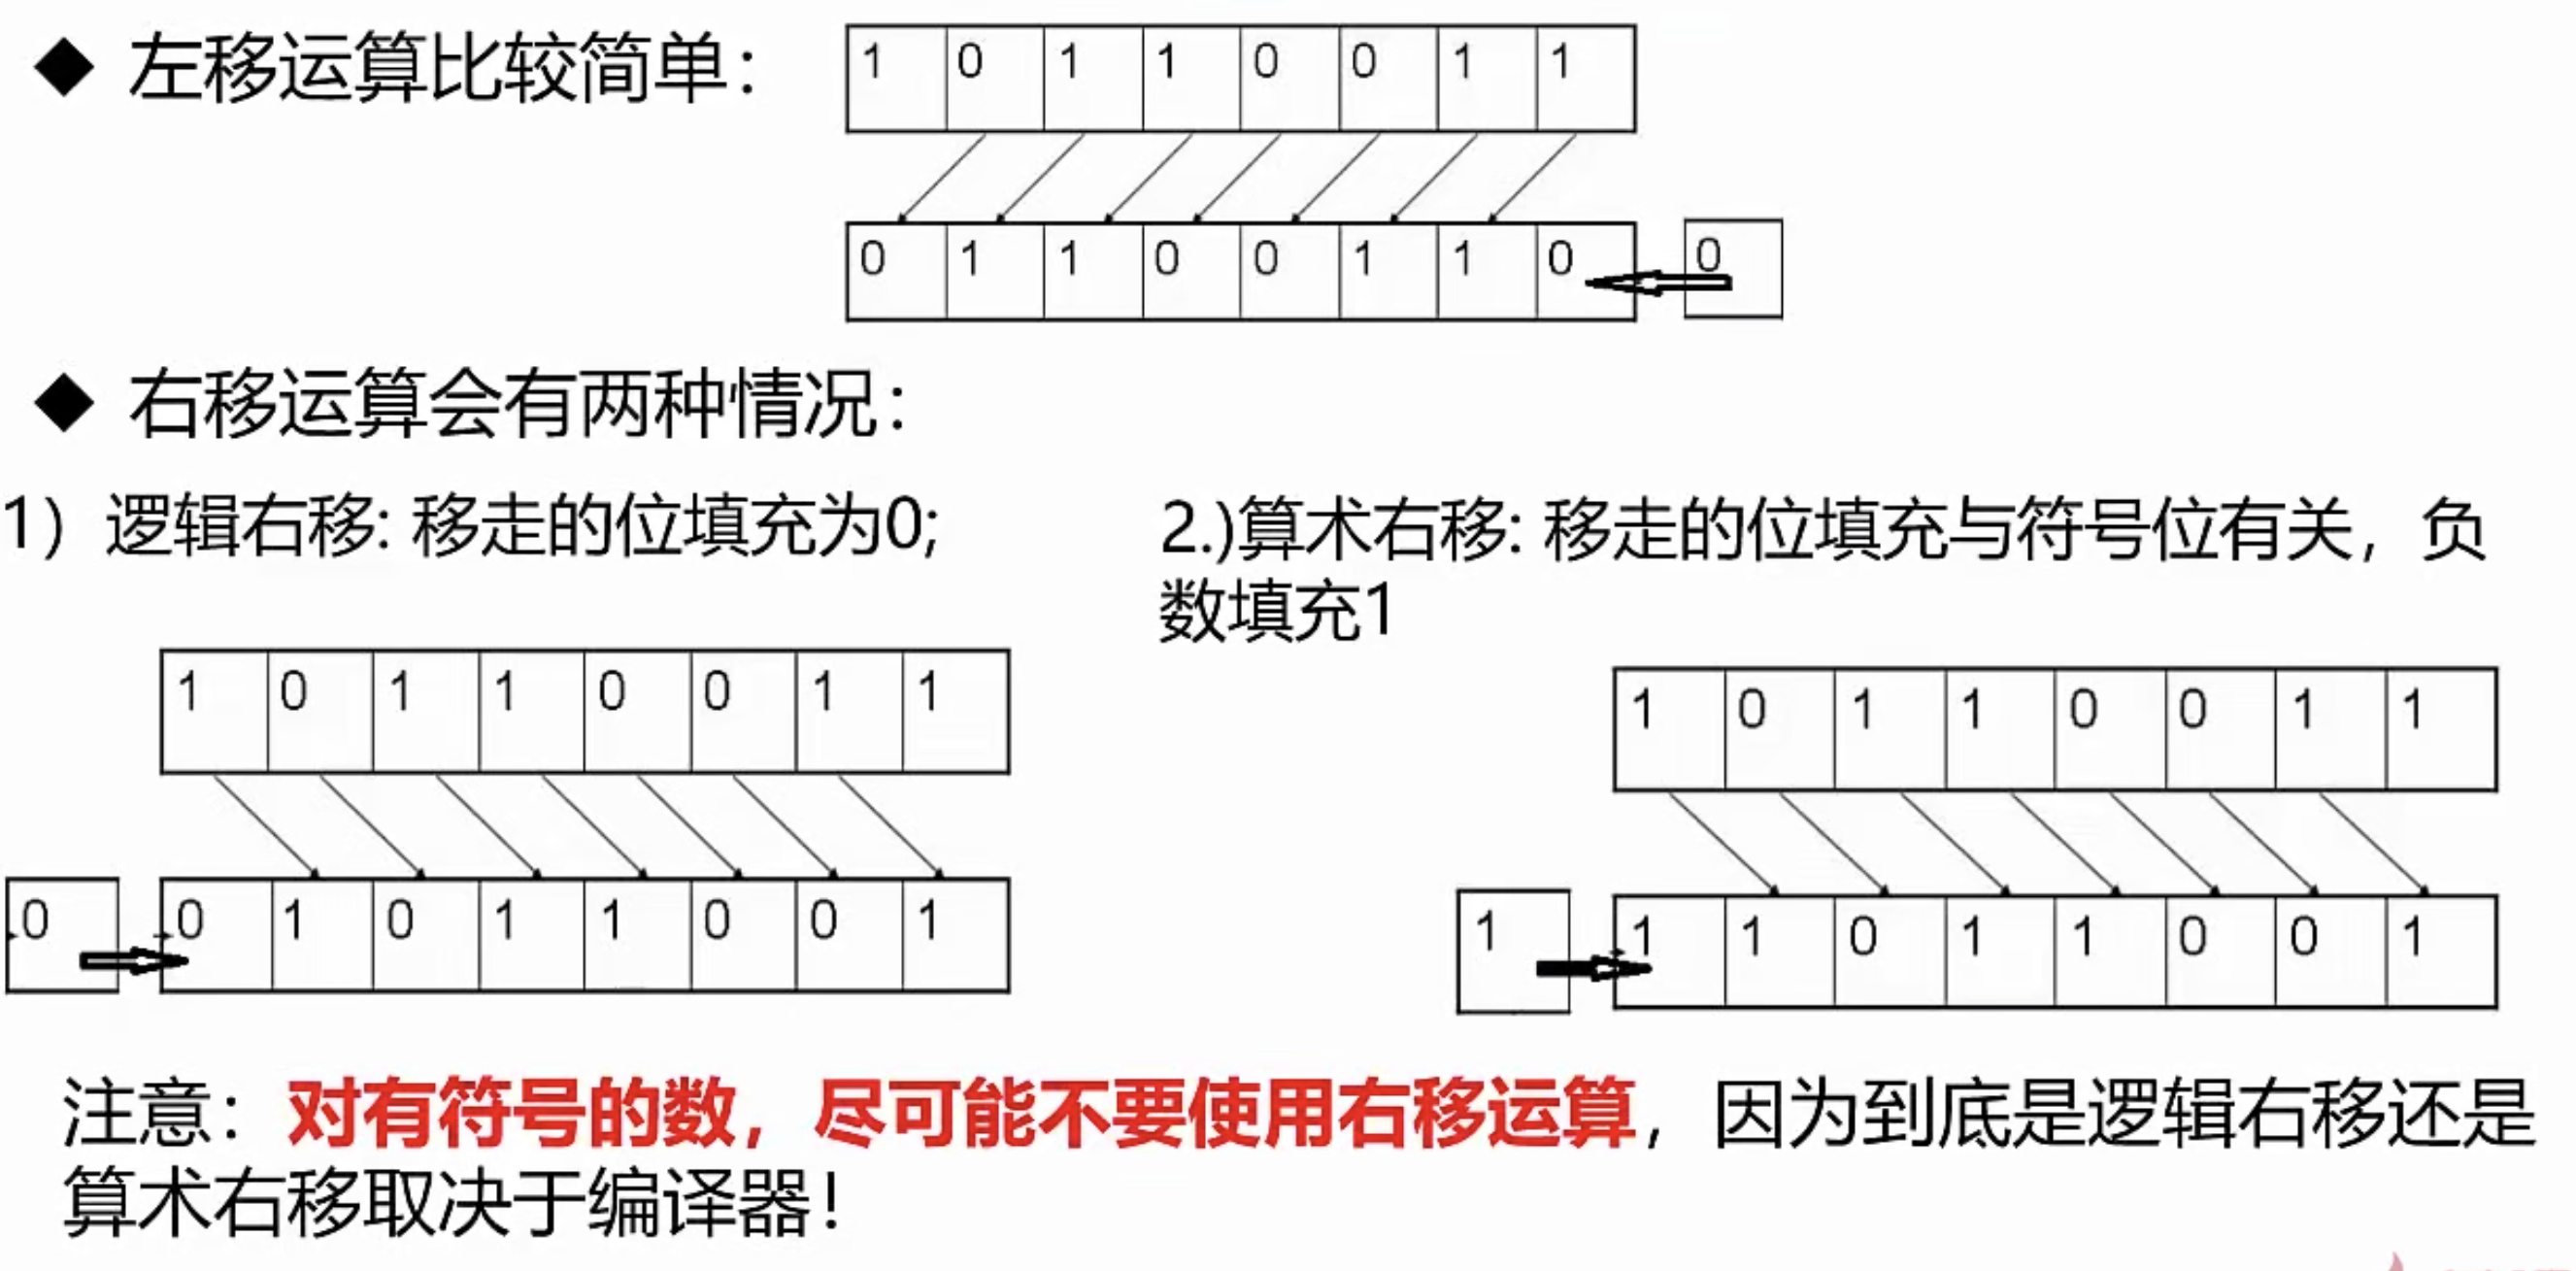 ◆ 左移运算比较简单：
1 0 1 1 0 0 1 1
0 1 1 0 0 1 1 0 0
◆ 右移运算会有两种情况：
1）逻辑右移: 移走的位填充为0;
2.)算术右移: 移走的位填充与符号位有关，负
数填充1
1 0 1 1 0 0 1 1
0 0 1 0 1 1 0 0 1
1 0 1 1 0 0 1 1
1 1 1 0 1 1 0 0 1
注意：对有符号的数，尽可能不要使用右移运算，因为到底是逻辑右移还是
算术右移取决于编译器！